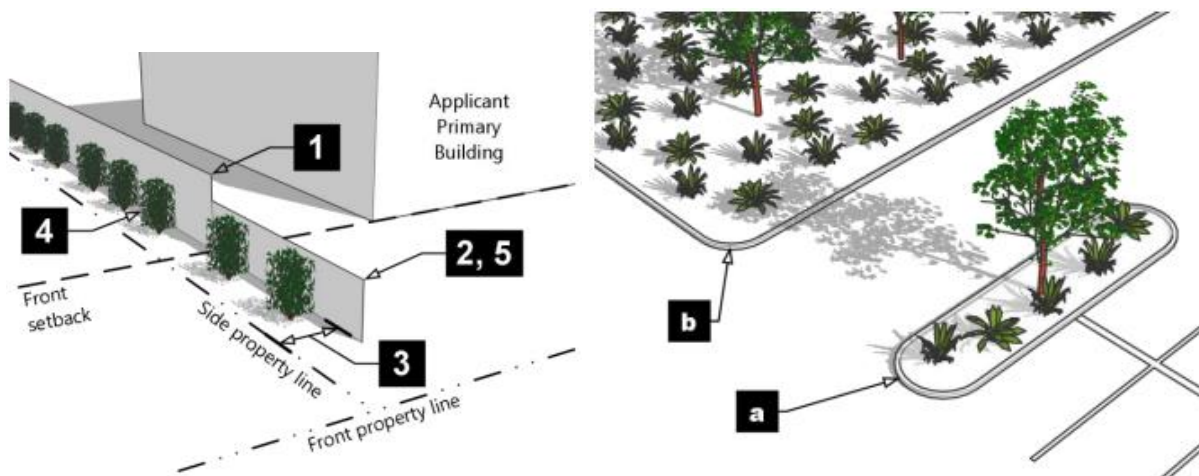 Applicant
Primary
Building
1
4
2, 5
Front
setback
Side property line
3
Front property line
b
a